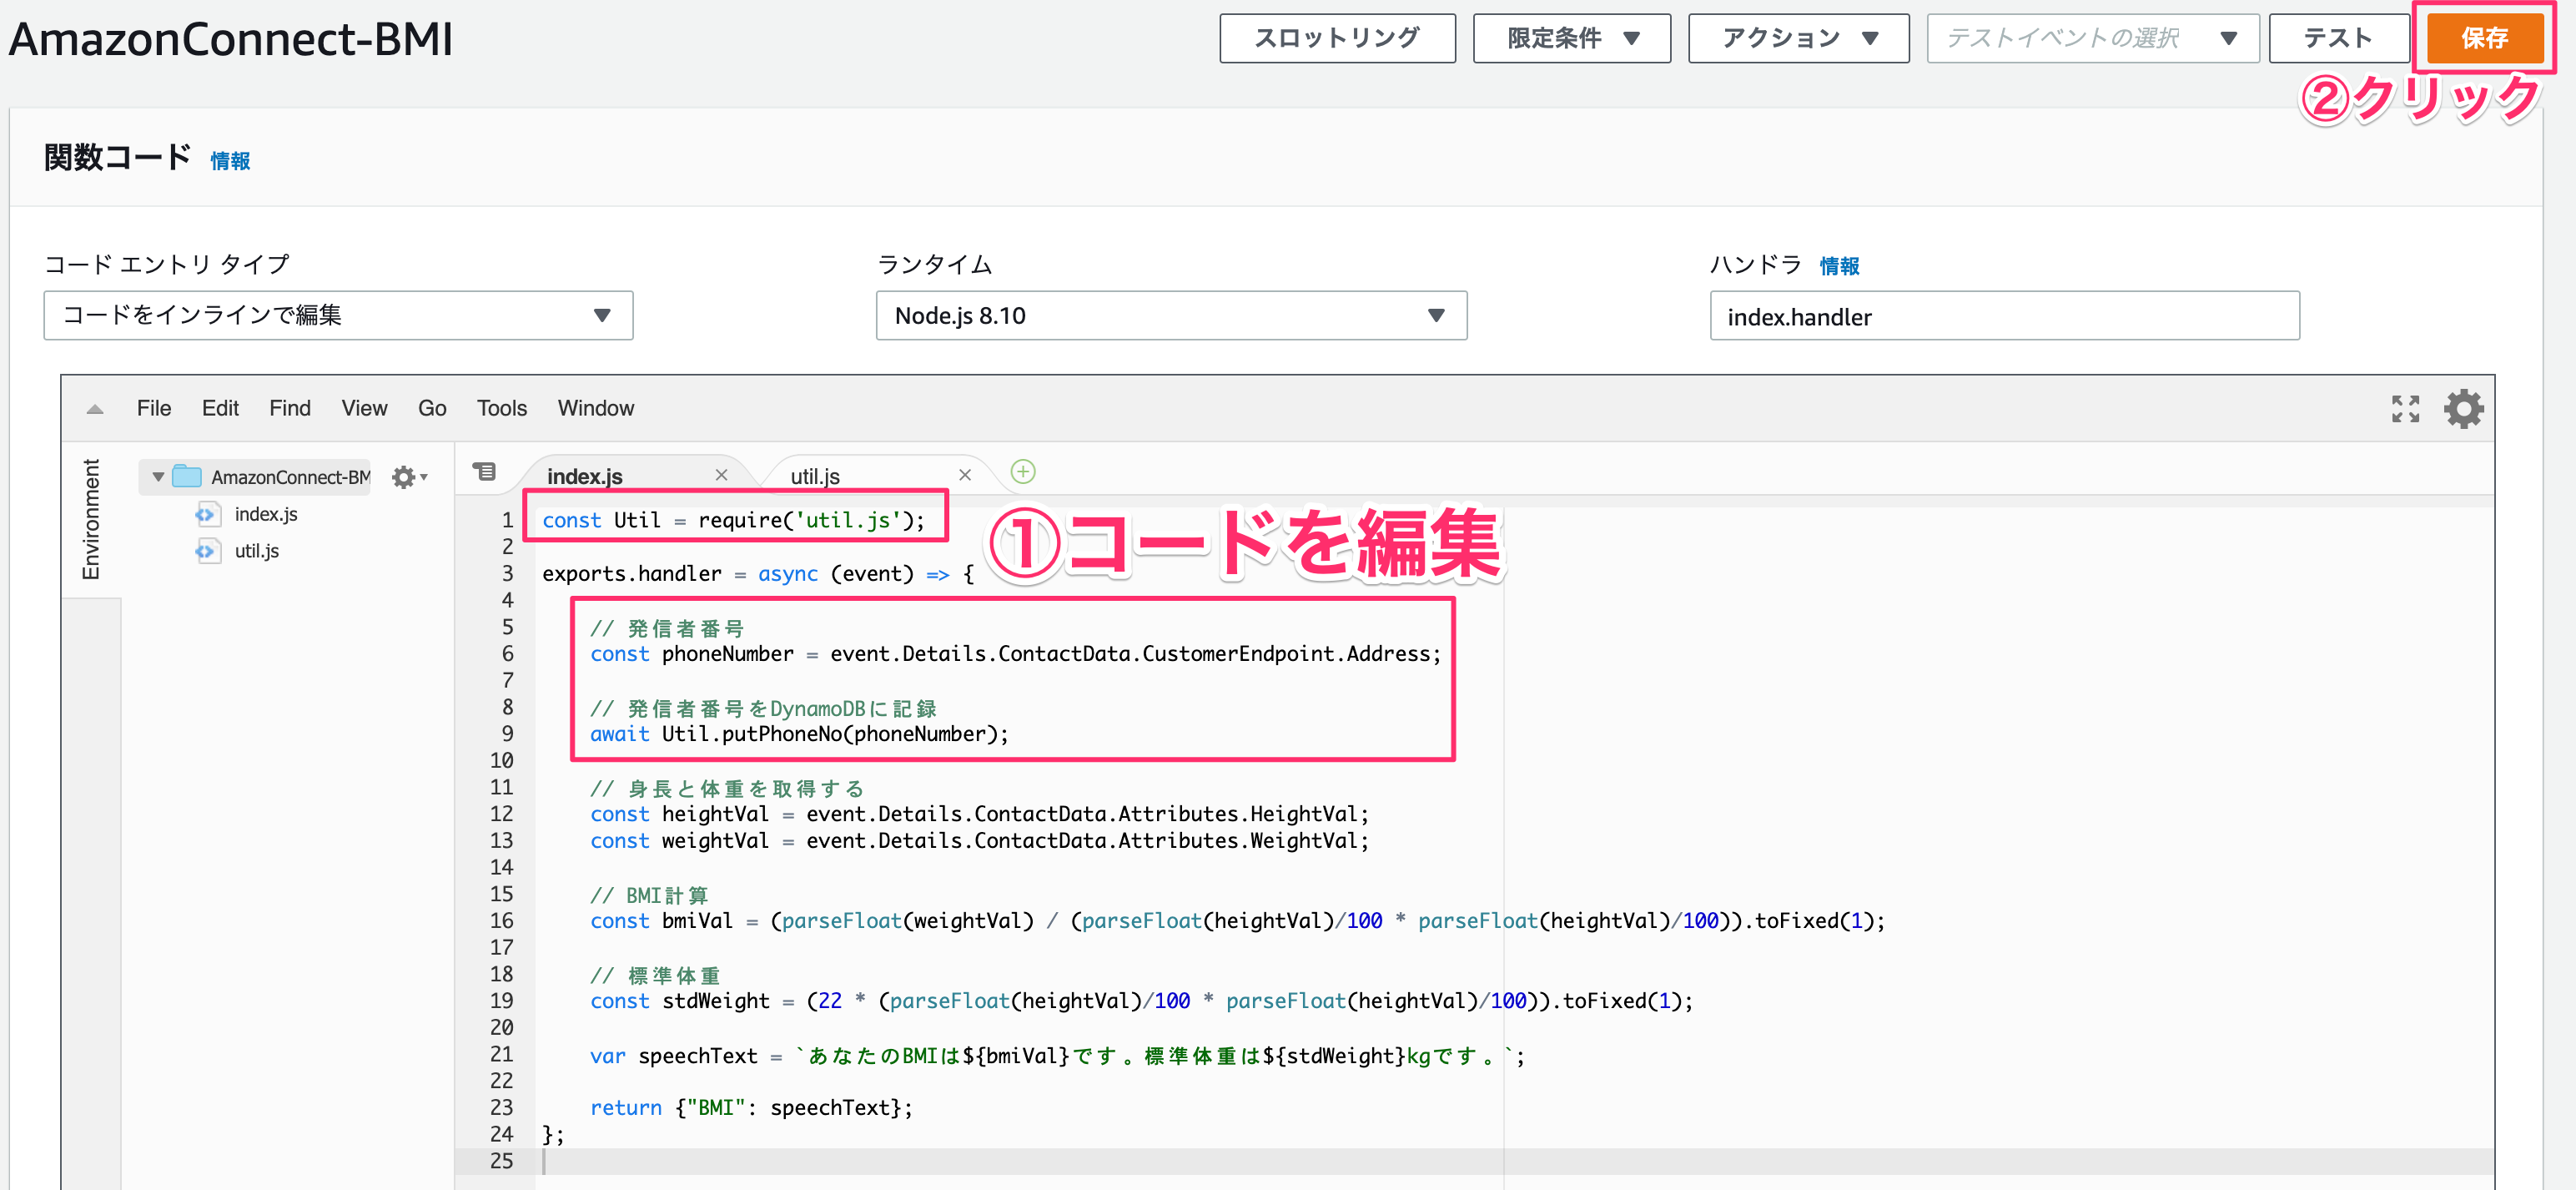 AmazonConnect-BMI
スロットリング 限定条件 アクション テストイベントの選択 テスト 保存
②クリック
関数コード 情報
コード エントリ タイプ ランタイム ハンドラ 情報
コードをインラインで編集 Node.js 8.10 index.handler
File Edit Find View Go Tools Window
Environment
AmazonConnect-BM
index.js
util.js
index.js util.js
①コードを編集
1 const Util = require('util.js');
2
3 exports.handler = async (event) => {
4
5 // 発信者番号
6 const phoneNumber = event.Details.ContactData.CustomerEndpoint.Address;
7
8 // 発信者番号をDynamoDBに記録
9 await Util.putPhoneNo(phoneNumber);
10
11 // 身長と体重を取得する
12 const heightVal = event.Details.ContactData.Attributes.HeightVal;
13 const weightVal = event.Details.ContactData.Attributes.WeightVal;
14
15 // BMI計算
16 const bmiVal = (parseFloat(weightVal) / (parseFloat(heightVal)/100 * parseFloat(heightVal)/100)).toFixed(1);
17
18 // 標準体重
19 const stdWeight = (22 * (parseFloat(heightVal)/100 * parseFloat(heightVal)/100)).toFixed(1);
20
21 var speechText = `あなたのBMIは${bmiVal}です。標準体重は${stdWeight}kgです。`;
22
23 return {"BMI": speechText};
24 };
25